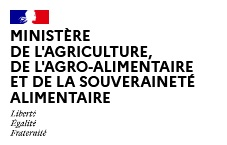 MINISTÈRE
DE L'AGRICULTURE,
DE L'AGRO-ALIMENTAIRE
ET DE LA SOUVERAINETÉ
ALIMENTAIRE
Liberté
Égalité
Fraternité